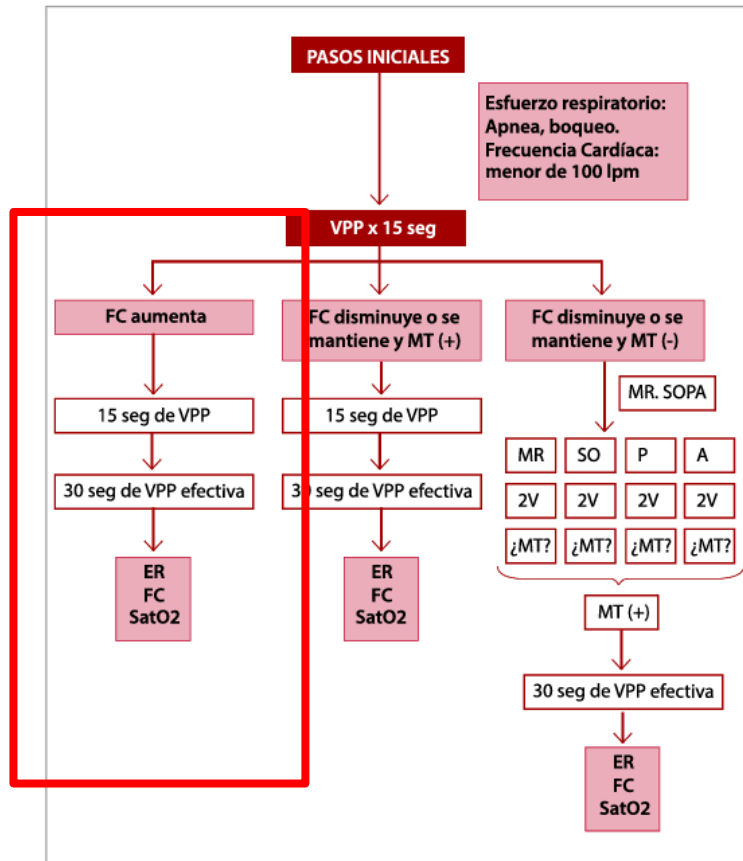 PASOS INICIALES
Esfuerzo respiratorio:
Apnea, boqueo.
Frecuencia Cardíaca:
menor de 100 lpm
VPP x 15 seg
FC aumenta
15 seg de VPP
30 seg de VPP efectiva
ER
FC
SatO2
FC disminuye o se
mantiene y MT (+)
15 seg de VPP
30 seg de VPP efectiva
ER
FC
SatO2
FC disminuye o se
mantiene y MT (-)
MR. SOPA
MR SO P A
2V 2V 2V 2V
¿MT? ¿MT? ¿MT? ¿MT?
MT (+)
30 seg de VPP efectiva
ER
FC
SatO2